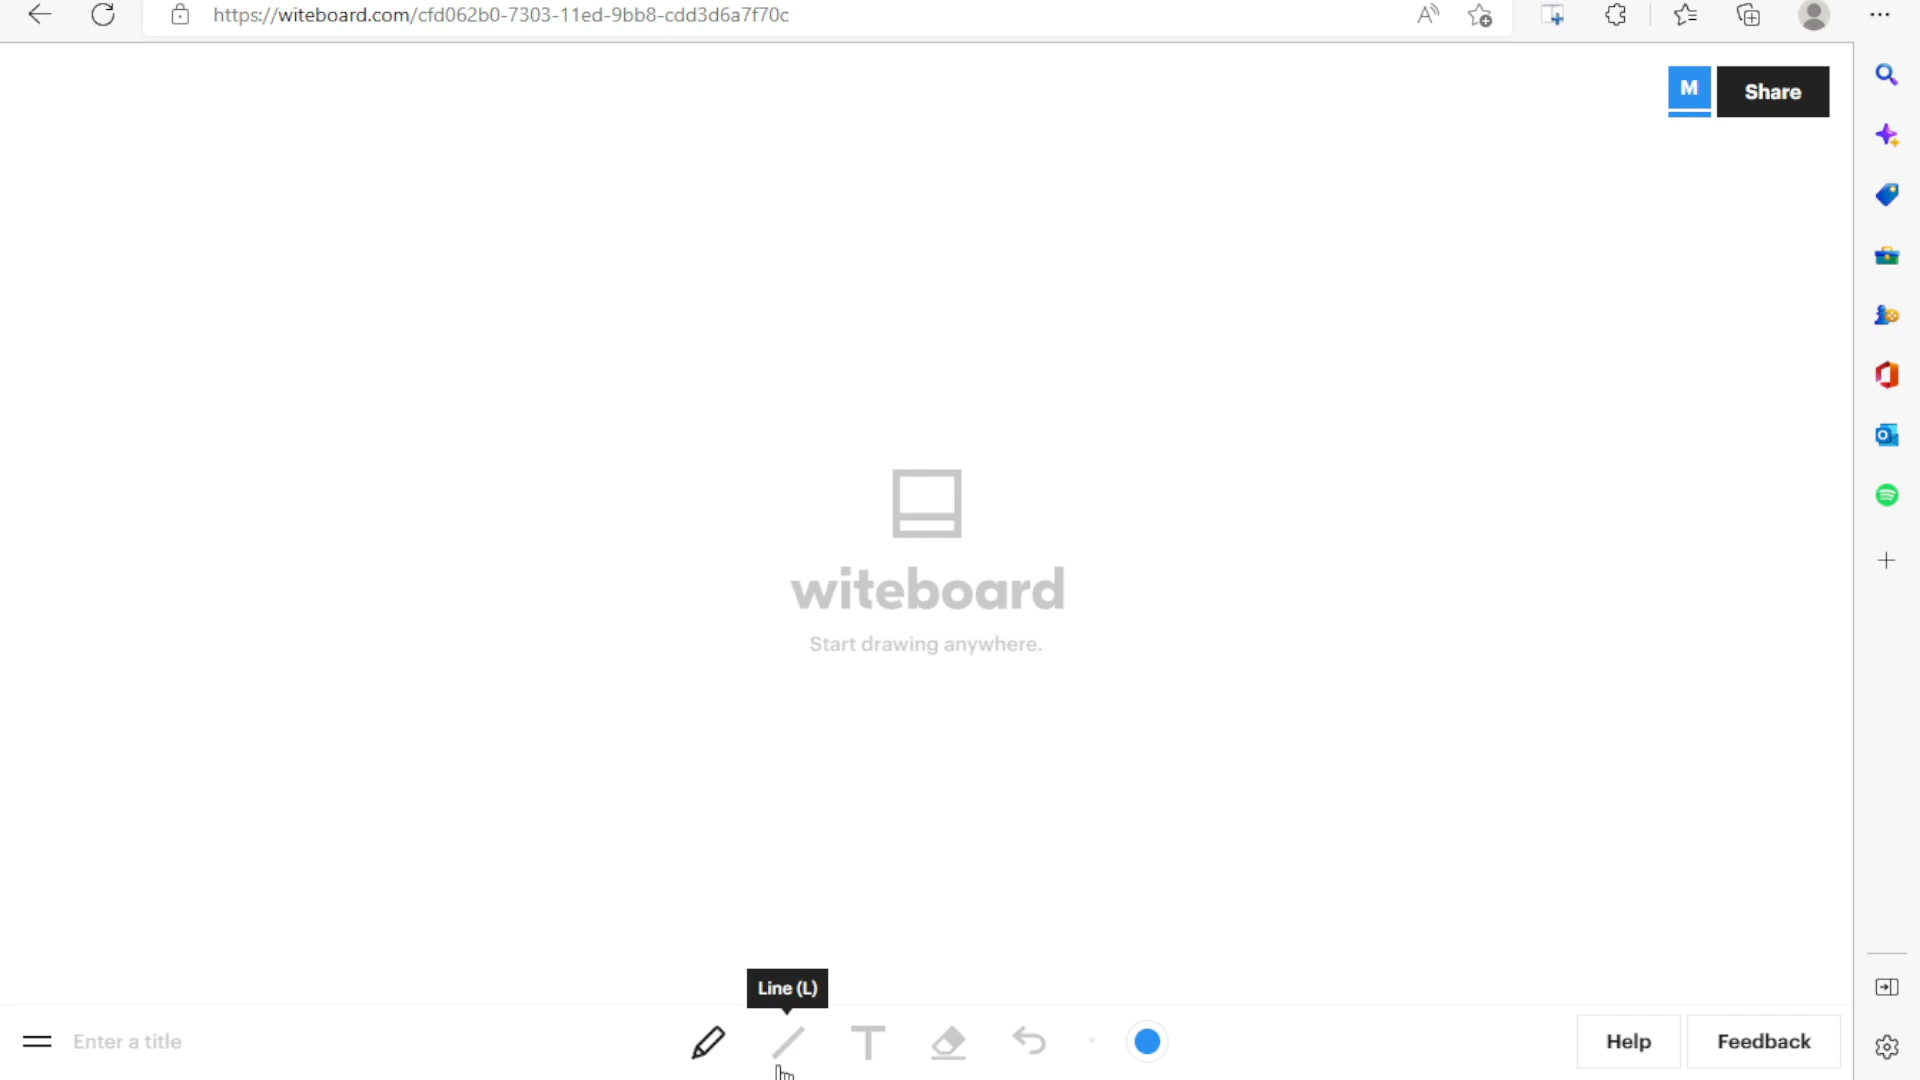 https://witeboard.com/cfd062b0-7303-11ed-9bb8-cdd3d6a7f70c
M
Share
witeboard
Start drawing anywhere.
Line (L)
Enter a title
T
Help
Feedback